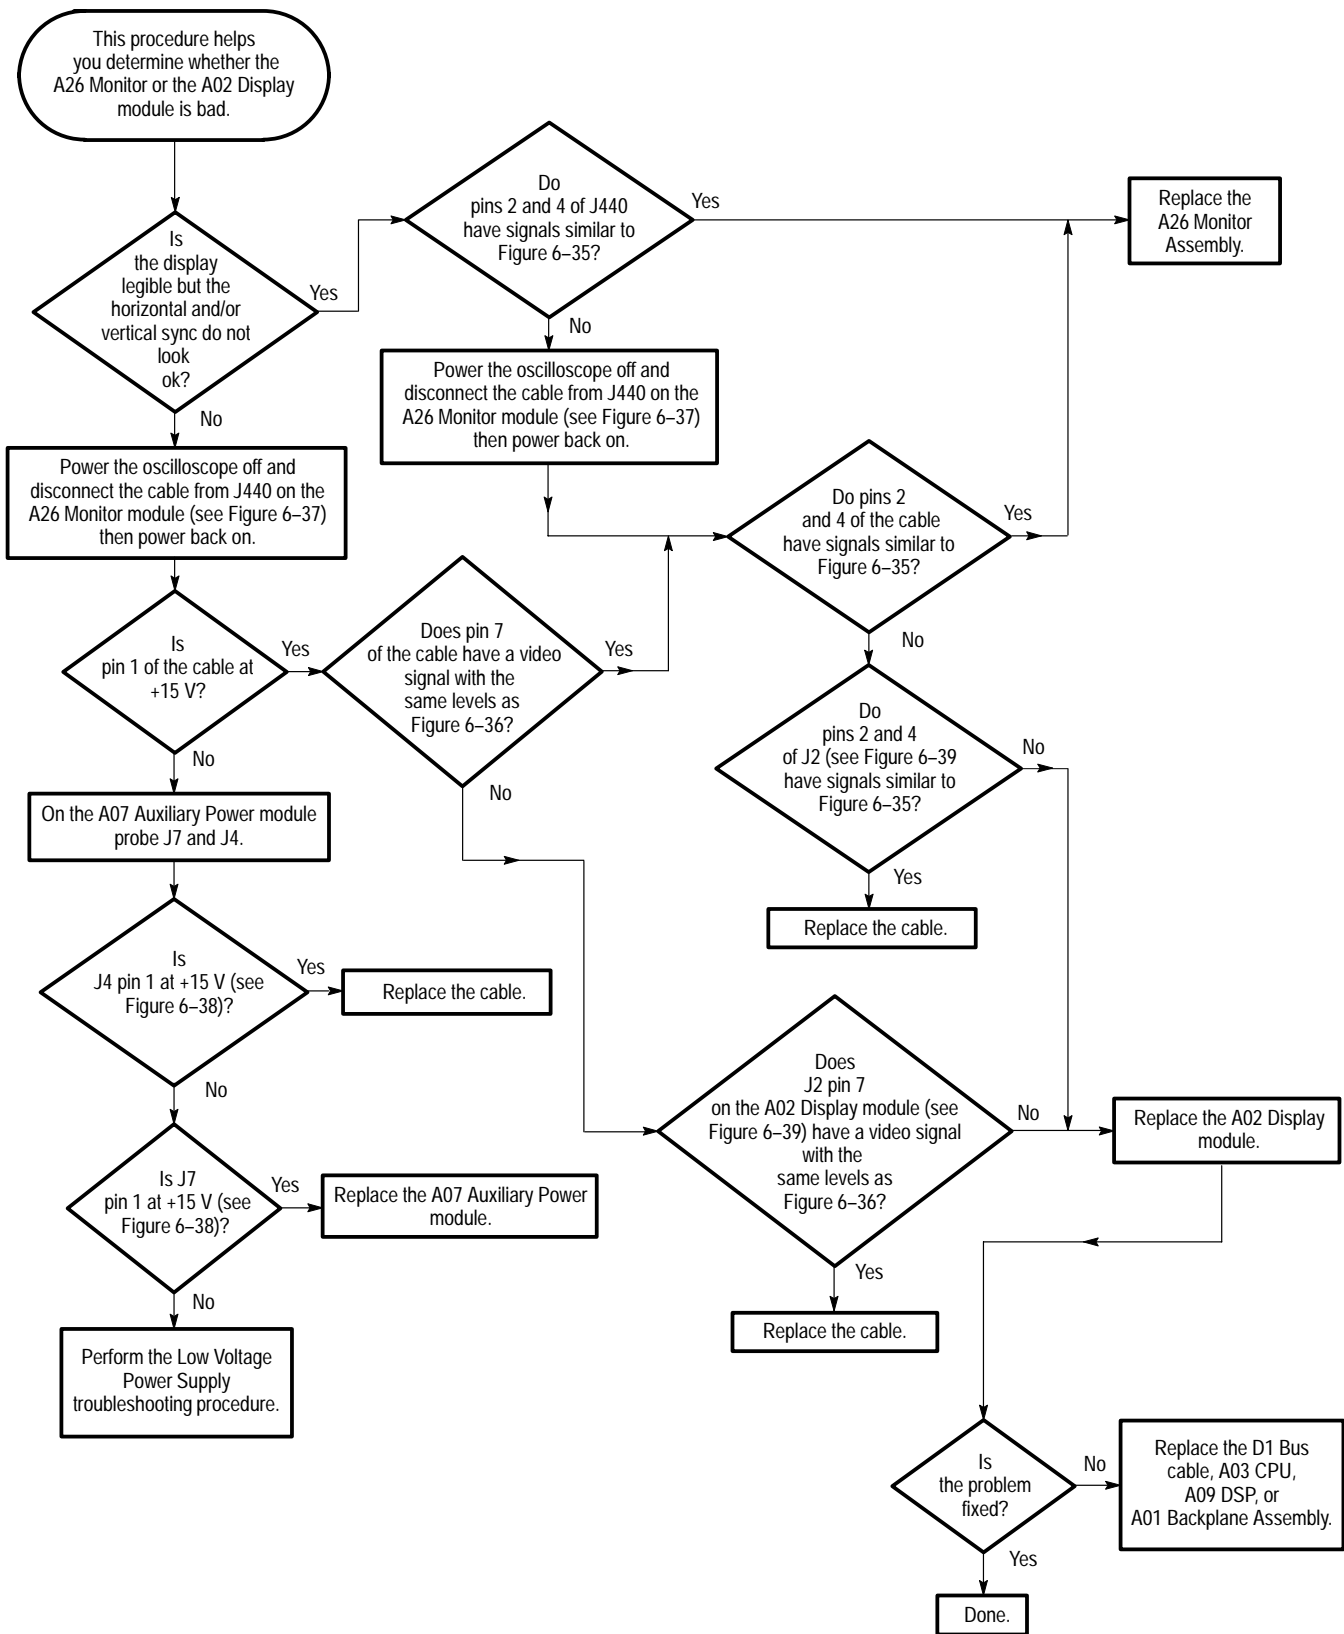 This procedure helps
you determine whether the
A26 Monitor or the A02 Display
module is bad.
Is
the display
legible but the
horizontal and/or
vertical sync do not
look
ok?
Yes
No
Do
pins 2 and 4 of J440
have signals similar to
Figure 6–35?
Yes
No
Replace the
A26 Monitor
Assembly.
Power the oscilloscope off and
disconnect the cable from J440 on the
A26 Monitor module (see Figure 6–37)
then power back on.
Power the oscilloscope off and
disconnect the cable from J440 on the
A26 Monitor module (see Figure 6–37)
then power back on.
Do pins 2
and 4 of the cable
have signals similar to
Figure 6–35?
Yes
No
Is
pin 1 of the cable at
+15 V?
Yes
No
Does pin 7
of the cable have a video
signal with the
same levels as
Figure 6–36?
Yes
No
Do
pins 2 and 4
of J2 (see Figure 6–39
have signals similar to
Figure 6–35?
No
Yes
Replace the cable.
On the A07 Auxiliary Power module
probe J7 and J4.
Is
J4 pin 1 at +15 V (see
Figure 6–38)?
Yes
No
Replace the cable.
Does
J2 pin 7
on the A02 Display module (see
Figure 6–39) have a video signal
with the
same levels as
Figure 6–36?
No
Yes
Replace the A02 Display
module.
Replace the cable.
Is J7
pin 1 at +15 V (see
Figure 6–38)?
Yes
No
Replace the A07 Auxiliary Power
module.
Perform the Low Voltage
Power Supply
troubleshooting procedure.
Is
the problem
fixed?
No
Yes
Replace the D1 Bus
cable, A03 CPU,
A09 DSP, or
A01 Backplane Assembly.
Done.